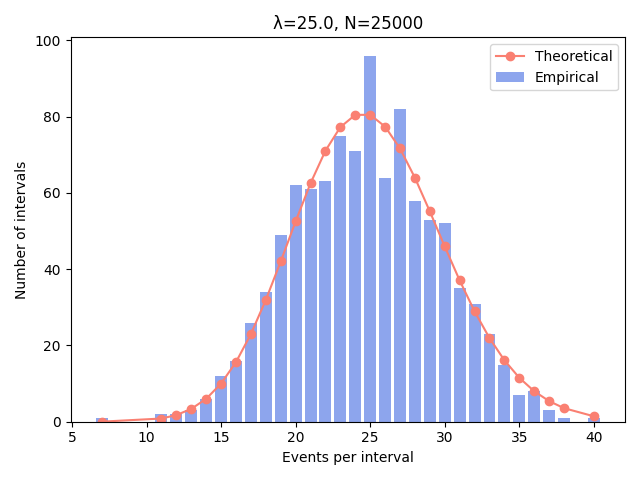 λ=25.0, N=25000
Theoretical
Empirical
Number of intervals
100
80
60
40
20
0
5 10 15 20 25 30 35 40
Events per interval